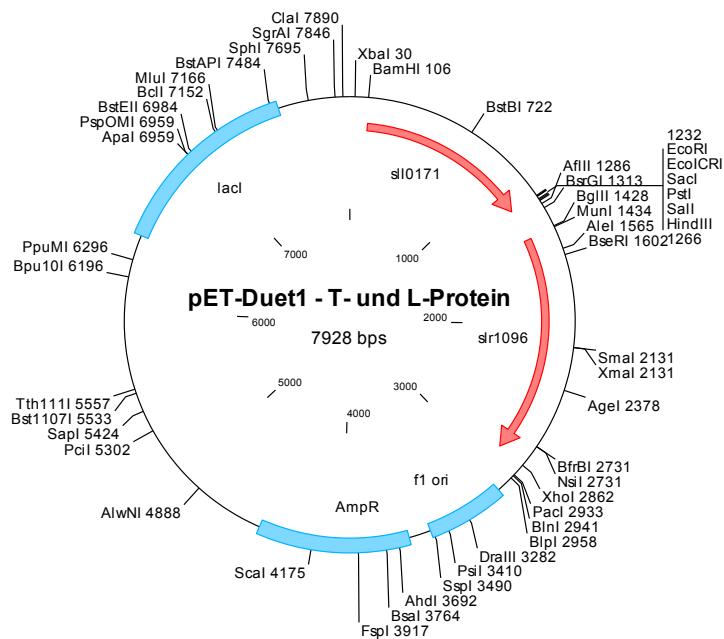 ClaI 7890
SgrAI 7846
SphI 7695
BstAPI 7484
MluI 7166
BclI 7152
BstEII 6984
PspOMI 6959
ApaI 6959
XbaI 30
BamHI 106
BstBI 722
1232
EcoRI
EcoICRI
SacI
PstI
SalI
HindIII
1266
AflII 1286
BsrGI 1313
BglII 1428
MunI 1434
AleI 1565
BseRI 1602
lacI
sll0171
PpuMI 6296
Bpu10I 6196
7000
1000
pET-Duet1 - T- und L-Protein
6000
2000
7928 bps
slr1096
SmaI 2131
XmaI 2131
AgeI 2378
5000
3000
4000
Tth111I 5557
Bst1107I 5533
SapI 5424
PciI 5302
AlwNI 4888
BfrBI 2731
NsiI 2731
XhoI 2862
PacI 2933
BlnI 2941
BlpI 2958
f1 ori
AmpR
DraIII 3282
PsiI 3410
SspI 3490
AhdI 3692
BsaI 3764
FspI 3917
ScaI 4175